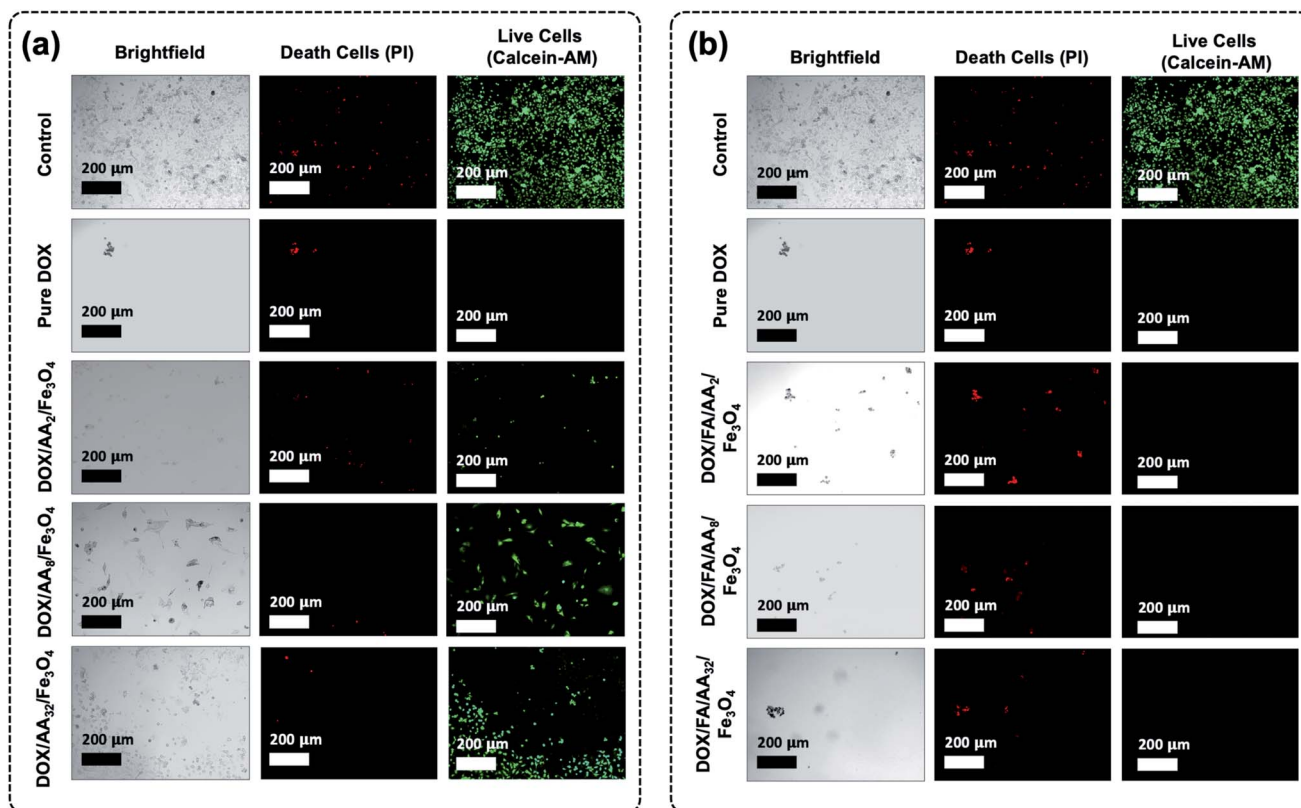 (a)
Brightfield
Death Cells (PI)
Live Cells
(Calcein-AM)
Control
200 μm
200 μm
200 μm
Pure DOX
200 μm
200 μm
200 μm
DOX/AA₂/Fe₃O₄
200 μm
200 μm
200 μm
DOX/AA₈/Fe₃O₄
200 μm
200 μm
200 μm
DOX/AA₃₂/Fe₃O₄
200 μm
200 μm
200 μm
(b)
Brightfield
Death Cells (PI)
Live Cells
(Calcein-AM)
Control
200 μm
200 μm
200 μm
Pure DOX
200 μm
200 μm
200 μm
DOX/FA/AA₂/
Fe₃O₄
200 μm
200 μm
200 μm
DOX/FA/AA₈/
Fe₃O₄
200 μm
200 μm
200 μm
DOX/FA/AA₃₂/
Fe₃O₄
200 μm
200 μm
200 μm